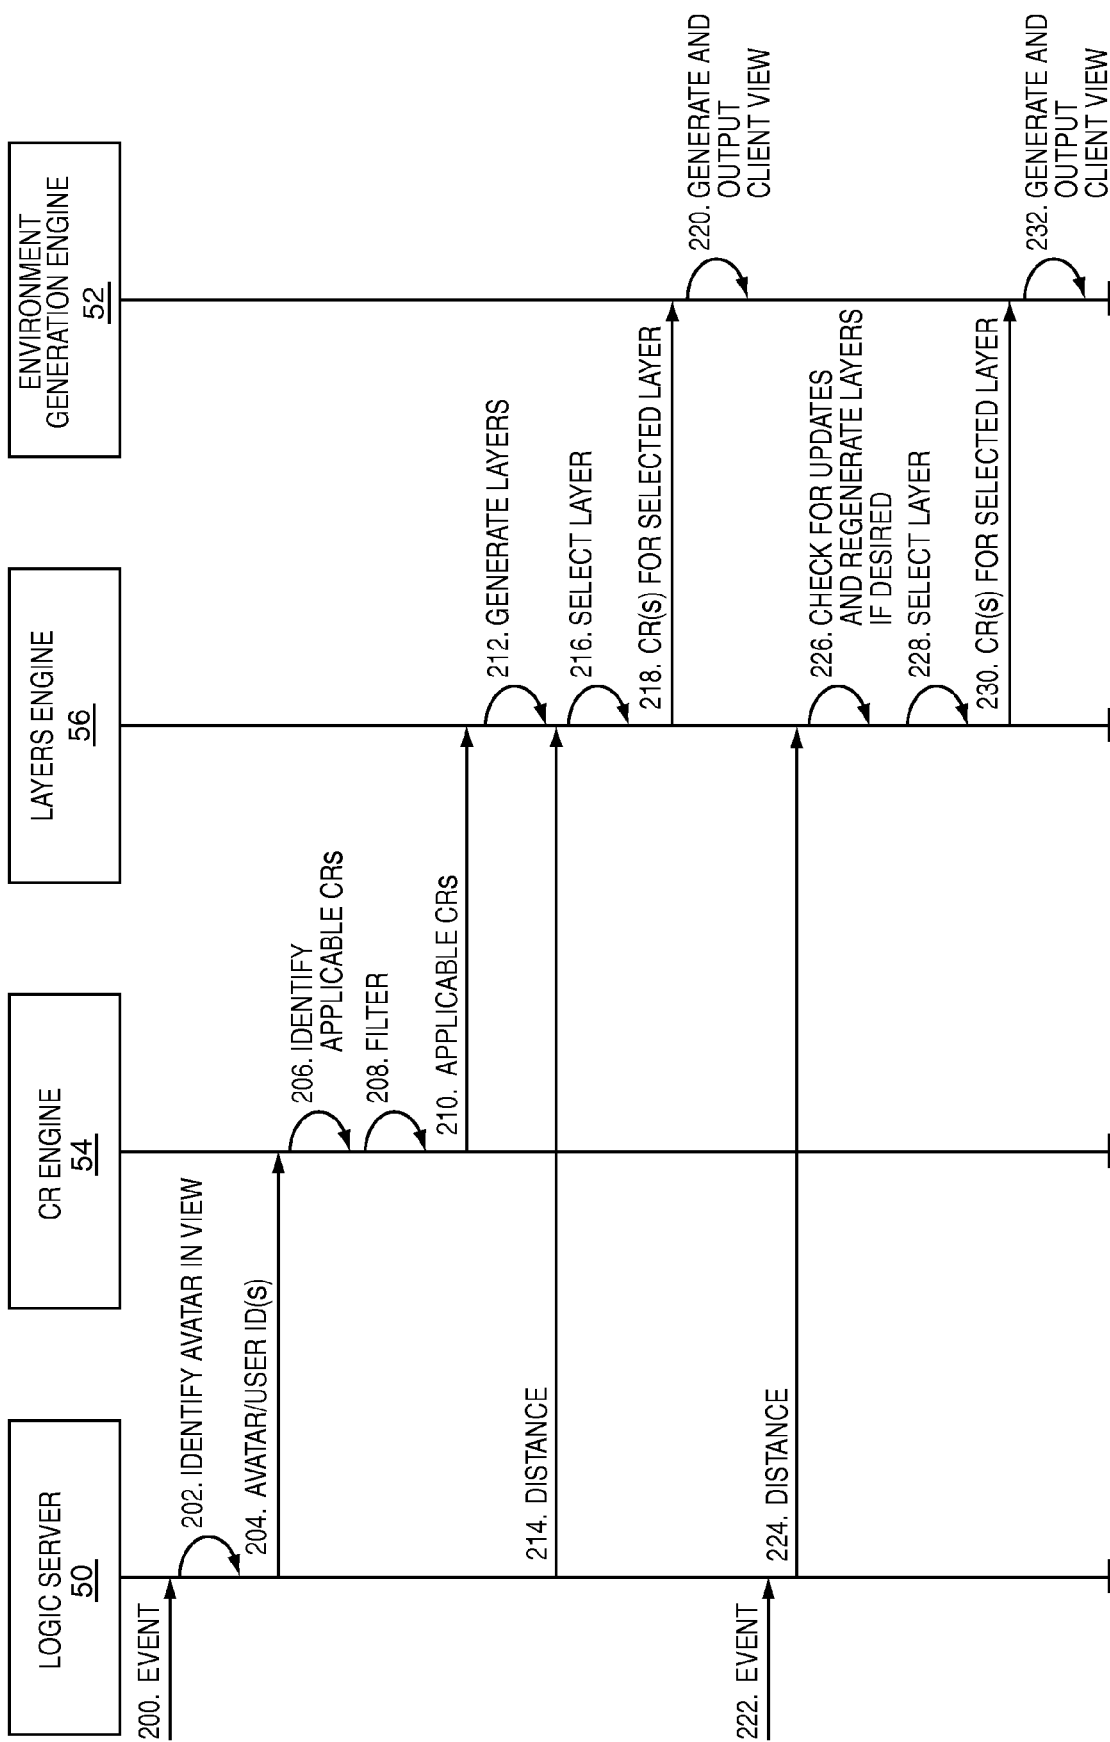 LOGIC SERVER
50
CR ENGINE
54
LAYERS ENGINE
56
ENVIRONMENT
GENERATION ENGINE
52
200. EVENT
202. IDENTIFY AVATAR IN VIEW
204. AVATAR/USER ID(s)
206. IDENTIFY
APPLICABLE CRs
208. FILTER
210. APPLICABLE CRs
212. GENERATE LAYERS
214. DISTANCE
216. SELECT LAYER
218. CR(s) FOR SELECTED LAYER
220. GENERATE AND
OUTPUT
CLIENT VIEW
222. EVENT
224. DISTANCE
226. CHECK FOR UPDATES
AND REGENERATE LAYERS
IF DESIRED
228. SELECT LAYER
230. CR(s) FOR SELECTED LAYER
232. GENERATE AND
OUTPUT
CLIENT VIEW